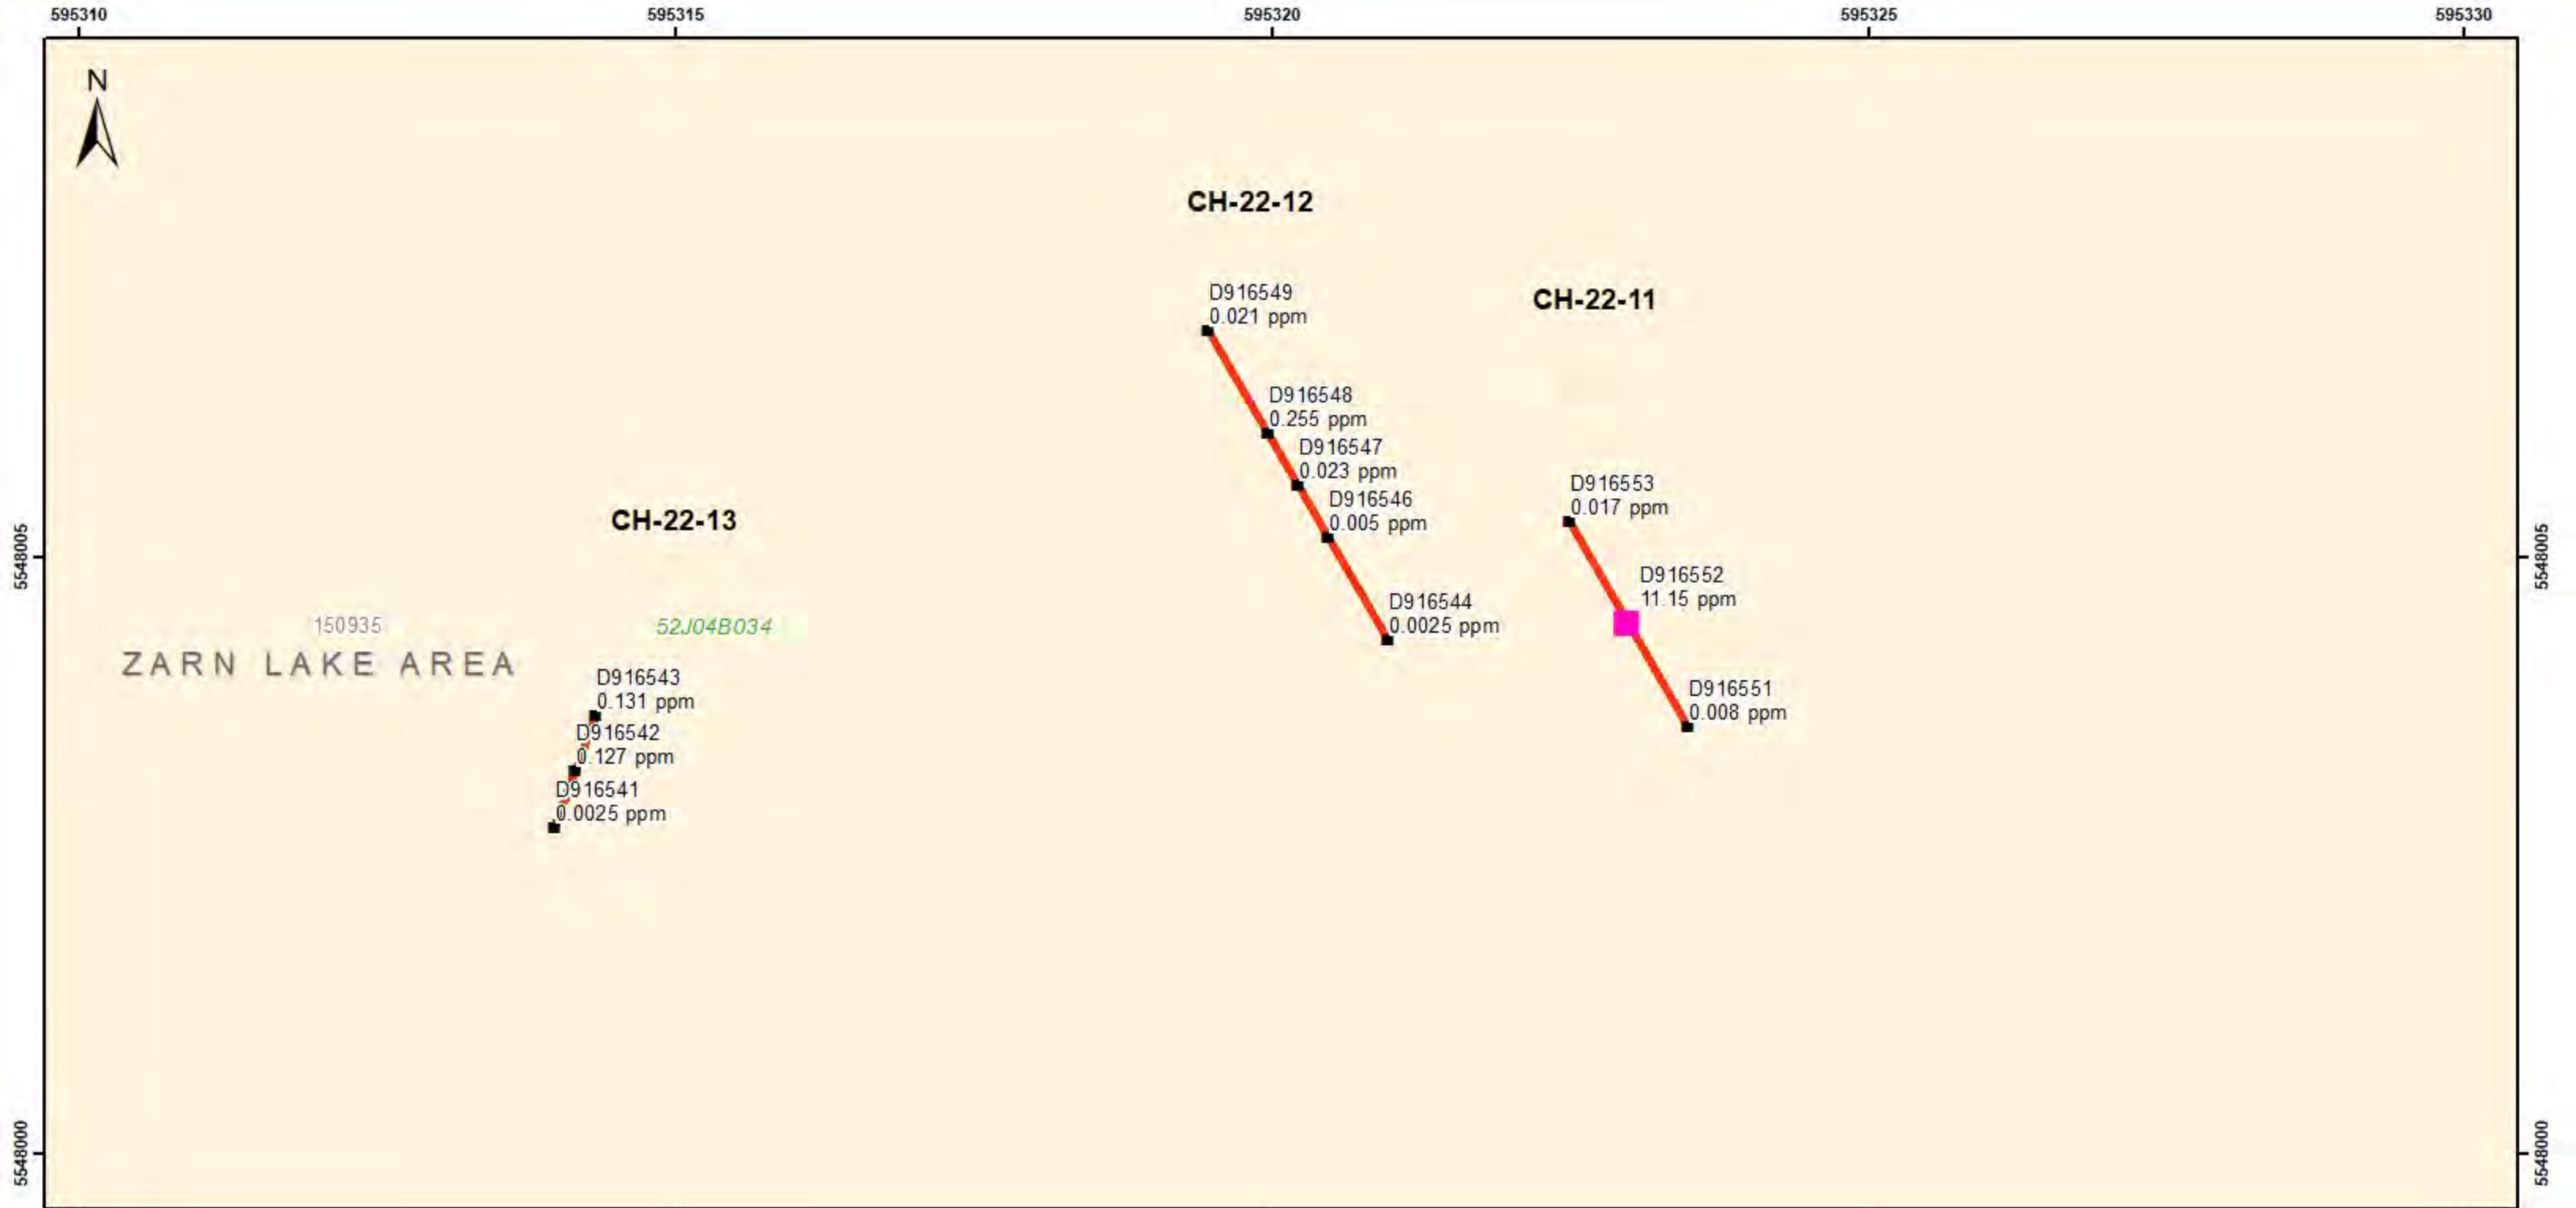 595310 595315 595320 595325 595330
N
CH-22-12
CH-22-11
D916549
0.021 ppm
D916548
0.255 ppm
D916547
0.023 ppm
D916546
0.005 ppm
D916544
0.0025 ppm
D916553
0.017 ppm
D916552
11.15 ppm
D916551
0.008 ppm
CH-22-13
5548005
5548005
150935
52J04B034
ZARN LAKE AREA
D916543
0.131 ppm
D916542
0.127 ppm
D916541
0.0025 ppm
5548000
5548000